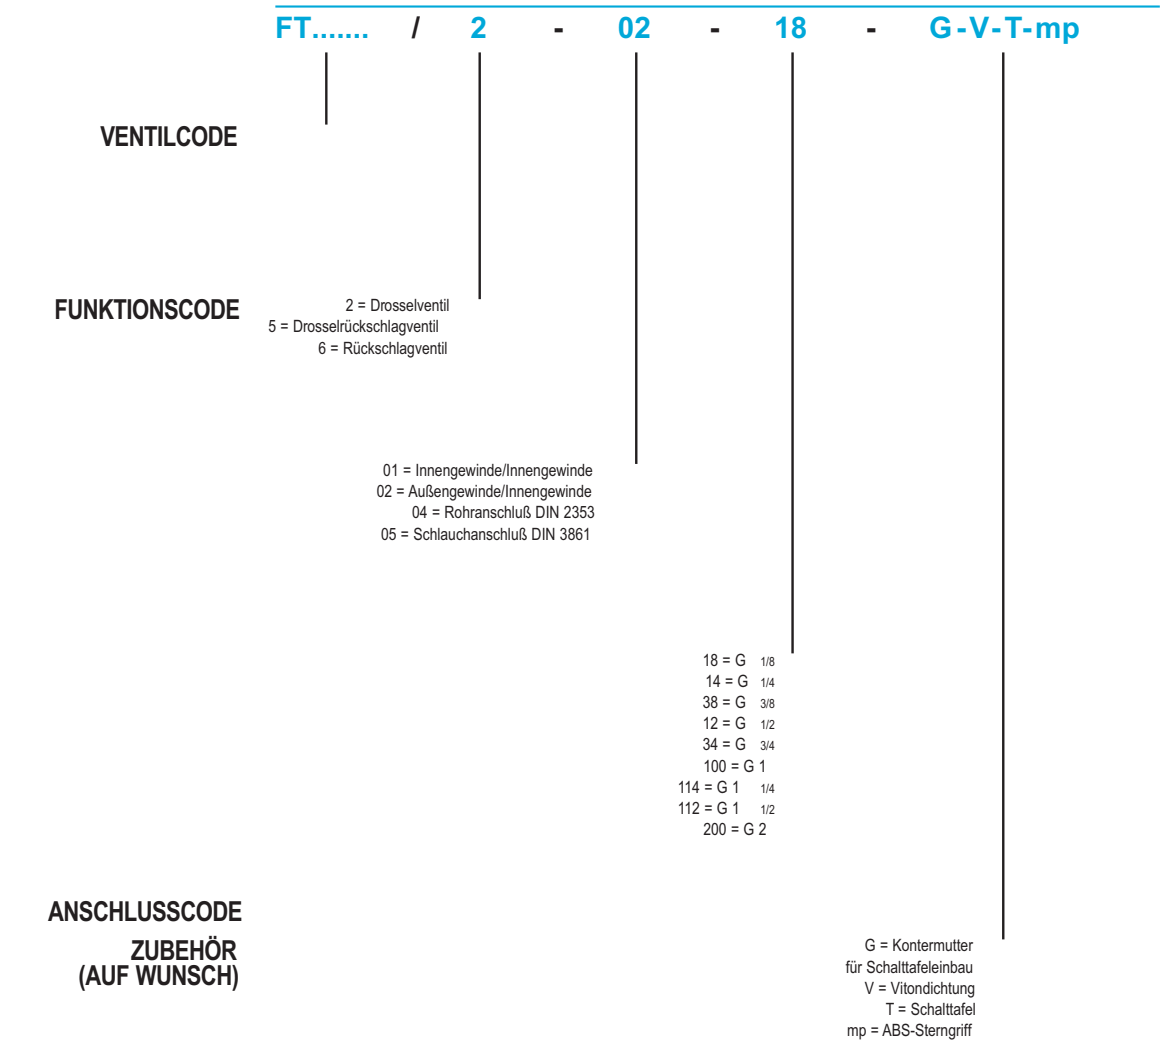 FT....... / 2 - 02 - 18 - G-V-T-mp
VENTILCODE
FUNKTIONSCODE
2 = Drosselventil
5 = Drosselrückschlagventil
6 = Rückschlagventil
01 = Innengewinde/Innengewinde
02 = Außengewinde/Innengewinde
04 = Rohranschluß DIN 2353
05 = Schlauchanschluß DIN 3861
18 = G 1/8
14 = G 1/4
38 = G 3/8
12 = G 1/2
34 = G 3/4
100 = G 1
114 = G 1 1/4
112 = G 1 1/2
200 = G 2
ANSCHLUSSCODE
ZUBEHÖR
(AUF WUNSCH)
G = Kontermutter
für Schalttafeleinbau
V = Vitondichtung
T = Schalttafel
mp = ABS-Sterngriff